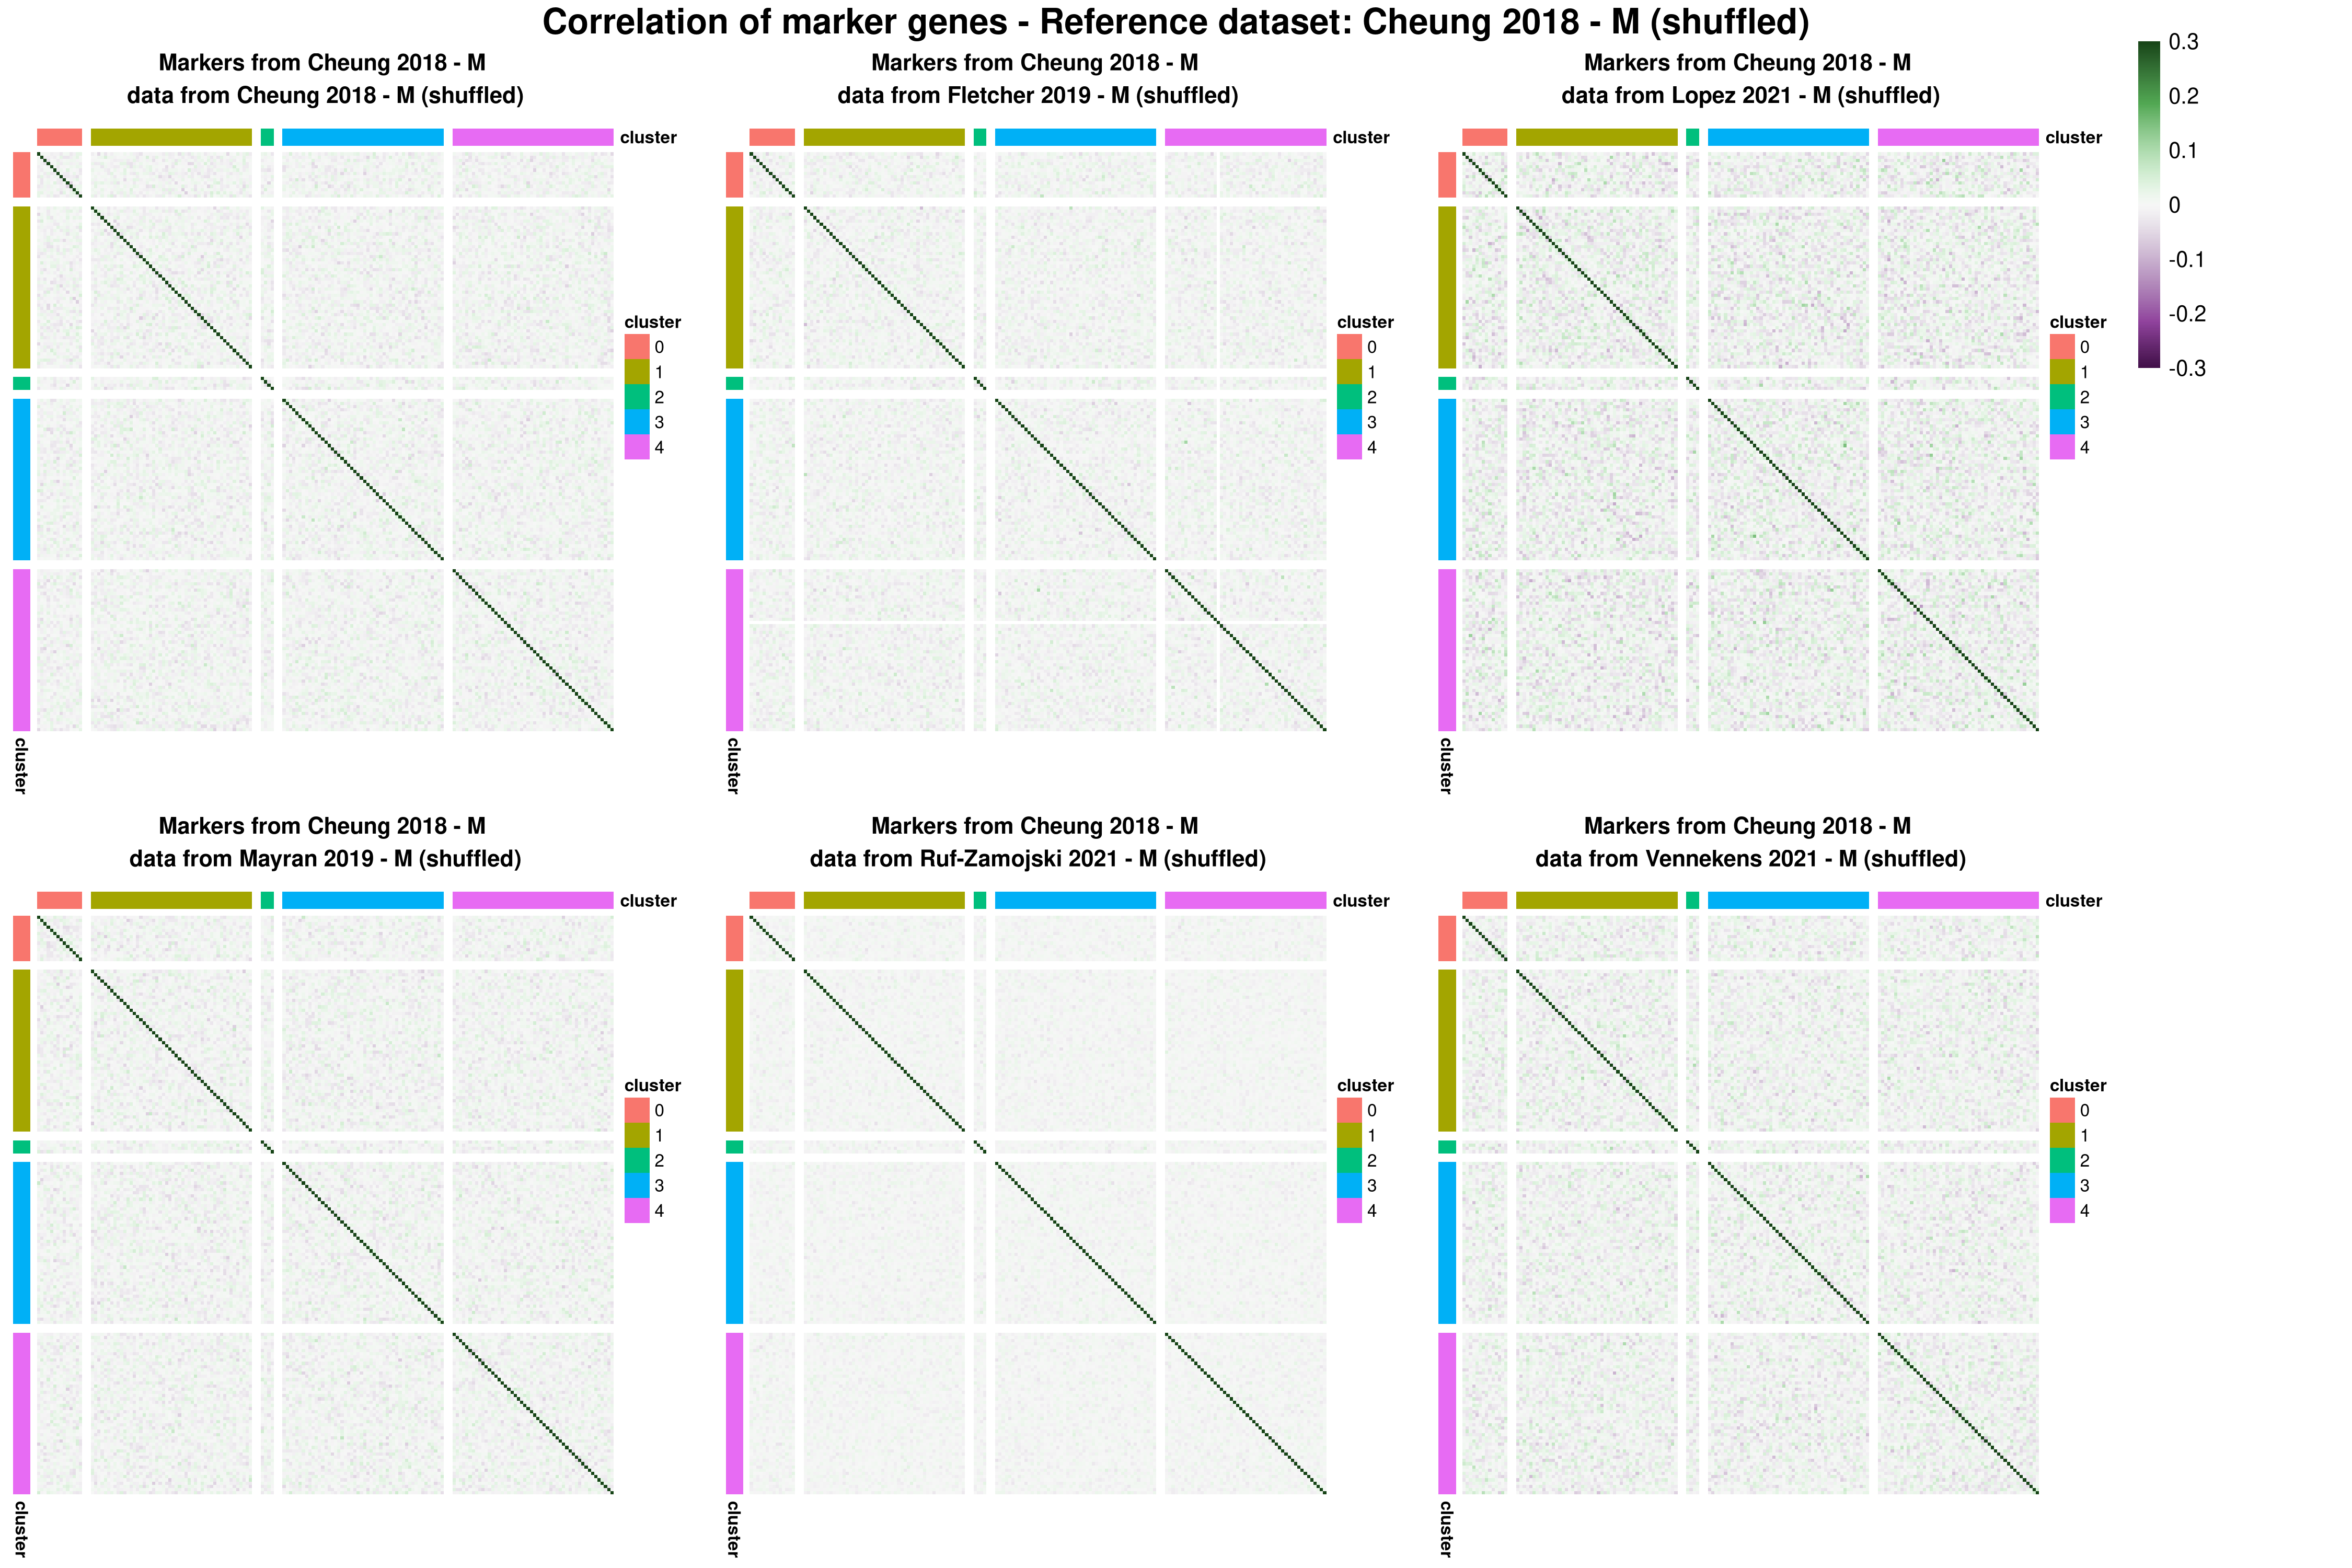 Correlation of marker genes - Reference dataset: Cheung 2018 - M (shuffled)
Markers from Cheung 2018 - M
data from Cheung 2018 - M (shuffled)
cluster
cluster
0
1
2
3
4
cluster
Markers from Cheung 2018 - M
data from Fletcher 2019 - M (shuffled)
cluster
cluster
0
1
2
3
4
cluster
Markers from Cheung 2018 - M
data from Lopez 2021 - M (shuffled)
cluster
cluster
0
1
2
3
4
cluster
0.3
0.2
0.1
0
-0.1
-0.2
-0.3
Markers from Cheung 2018 - M
data from Mayran 2019 - M (shuffled)
cluster
cluster
0
1
2
3
4
cluster
Markers from Cheung 2018 - M
data from Ruf-Zamojski 2021 - M (shuffled)
cluster
cluster
0
1
2
3
4
cluster
Markers from Cheung 2018 - M
data from Vennekens 2021 - M (shuffled)
cluster
cluster
0
1
2
3
4
cluster